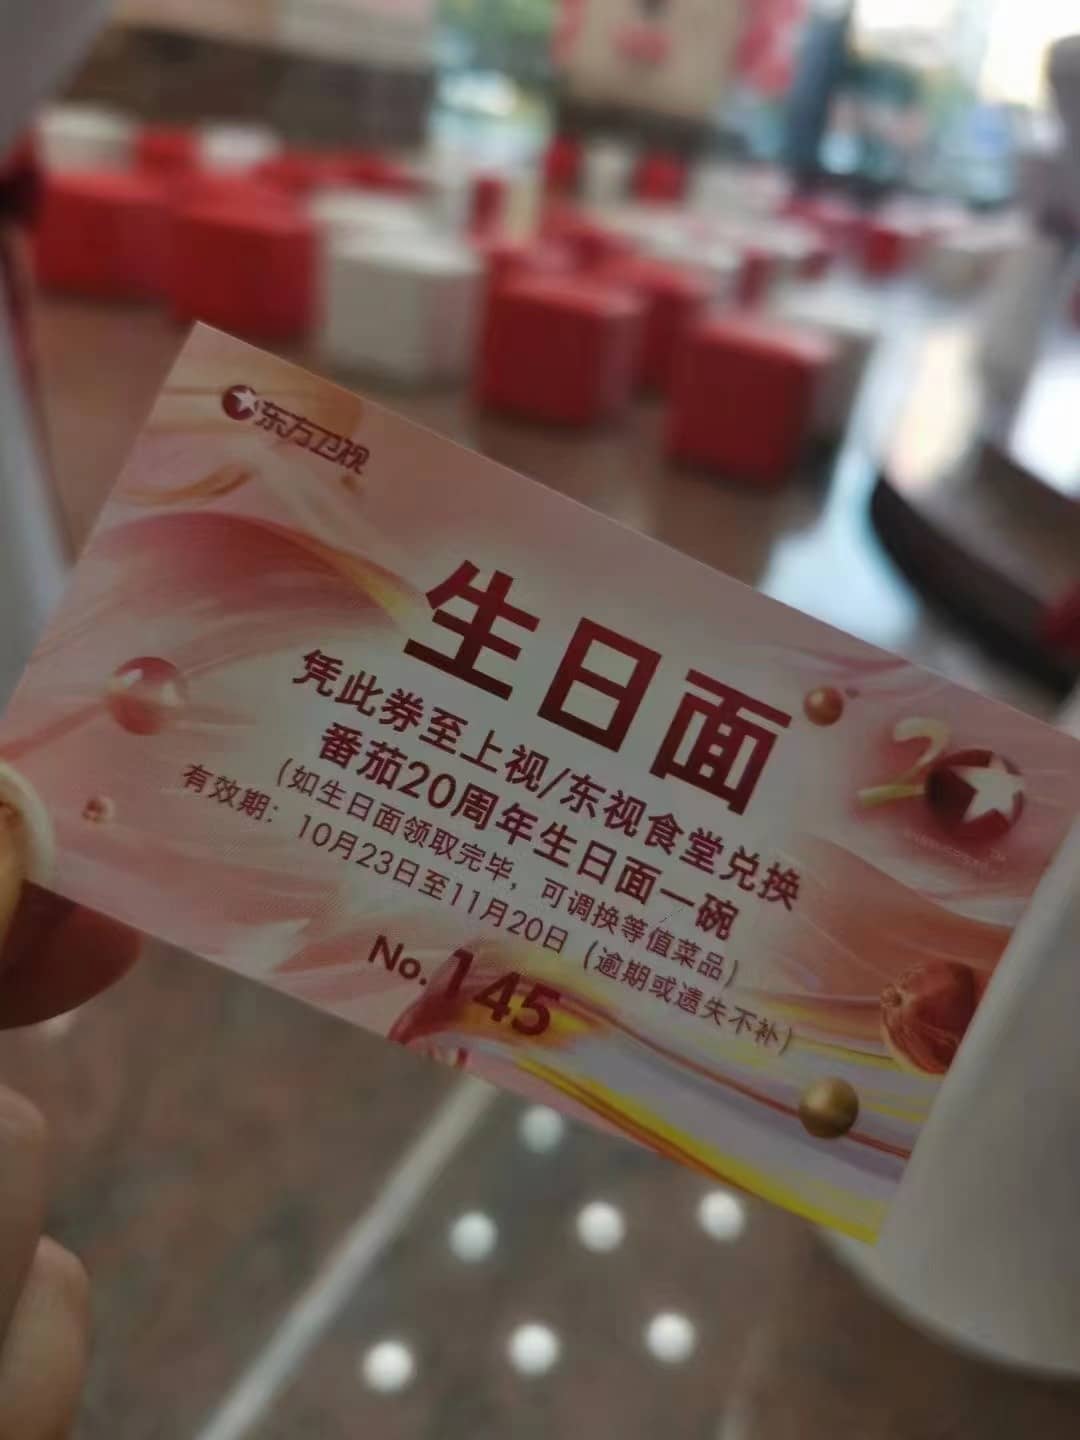 东方卫视
生日面
凭此券至上视/东视食堂兑换
番茄20周年生日面一碗
(如生日面领取完毕,可调换等值菜品)
有效期:10月23日至11月20日(逾期或遗失不补)
No.145
20